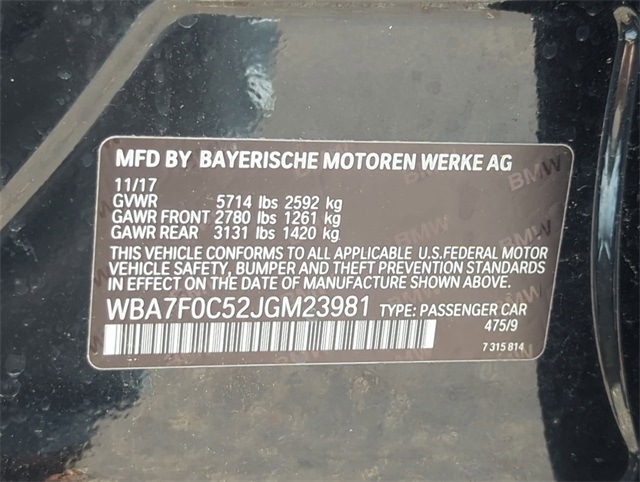 MFD BY BAYERISCHE MOTOREN WERKE AG
11/17
GVWR 5714 lbs 2592 kg
GAWR FRONT 2780 lbs 1261 kg
GAWR REAR 3131 lbs 1420 kg
THIS VEHICLE CONFORMS TO ALL APPLICABLE U.S.FEDERAL MOTOR
VEHICLE SAFETY, BUMPER AND THEFT PREVENTION STANDARDS
IN EFFECT ON THE DATE OF MANUFACTURE SHOWN ABOVE.
WBA7F0C52JGM23981 TYPE: PASSENGER CAR
475/9
7 315 814
BMW
BMW
BMW